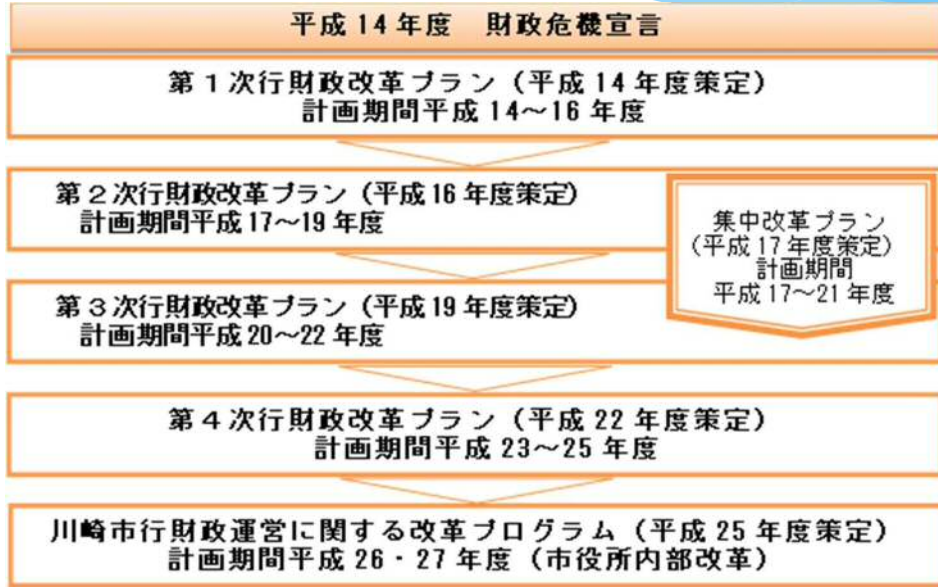 平成14年度　財政危機宣言
第１次行財政改革プラン（平成14年度策定）
計画期間平成14～16年度
第２次行財政改革プラン（平成16年度策定）
計画期間平成17～19年度
集中改革プラン
（平成17年度策定）
計画期間
平成17～21年度
第３次行財政改革プラン（平成19年度策定）
計画期間平成20～22年度
第４次行財政改革プラン（平成22年度策定）
計画期間平成23～25年度
川崎市行財政運営に関する改革プログラム（平成25年度策定）
計画期間平成26・27年度（市役所内部改革）